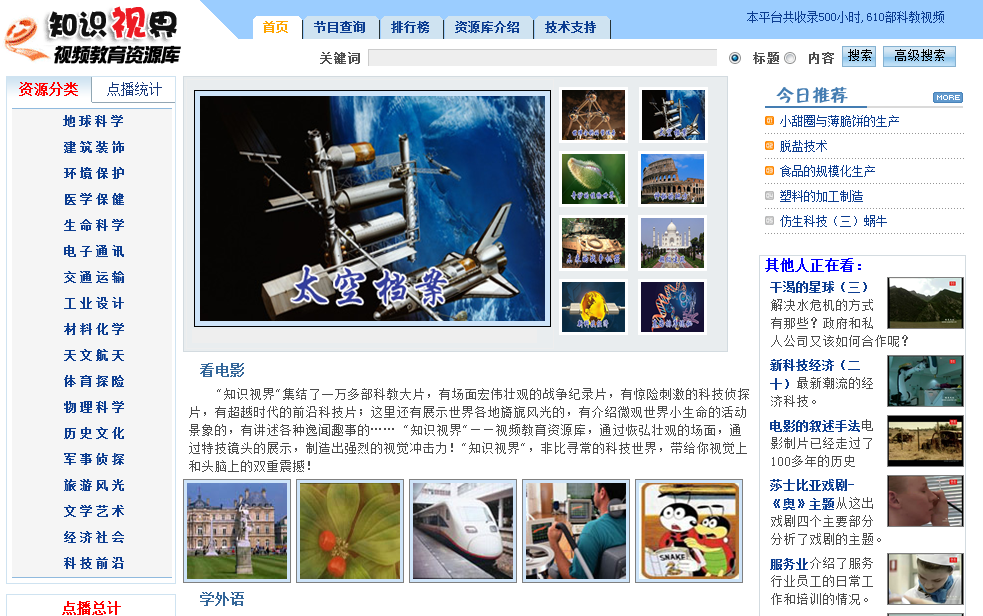 知识视界
视频教育资源库
首页 节目查询 排行榜 资源库介绍 技术支持
本平台共收录500小时,610部科教视频
关键词 标题 内容 搜索 高级搜索
资源分类 点播统计
地球科学
建筑装饰
环境保护
医学保健
生命科学
电子通讯
交通运输
工业设计
材料化学
天文航天
体育探险
物理科学
历史文化
军事侦探
旅游风光
文学艺术
经济社会
科技前沿
点播总计
太空档案
太空档案
看电影
“知识视界”集结了一万多部科教大片，有场面宏伟壮观的战争纪录片，有惊险刺激的科技侦探
片，有超越时代的前沿科技片；这里还有展示世界各地旖旎风光的，有介绍微观世界小生命的活动
景象的，有讲述各种逸闻趣事的……“知识视界”－－视频教育资源库，通过恢弘壮观的场面，通
过特技镜头的展示，制造出强烈的视觉冲击力！“知识视界”，非比寻常的科技世界，带给你视觉上
和头脑上的双重震撼！
SNAKE
学外语
今日推荐 MORE
小甜圈与薄脆饼的生产
脱盐技术
食品的规模化生产
塑料的加工制造
仿生科技（三）蜗牛
其他人正在看：
干渴的星球（三）
解决水危机的方式
有那些？政府和私
人公司又该如何合作呢？
新科技经济（二
十）最新潮流的经
济科技。
电影的叙述手法电
影制片已经走过了
100多年的历史
莎士比亚戏剧-
《奥》主题从这出
戏剧四个主要部分
分析了戏剧的主题。
服务业介绍了服务
行业员工的日常工
作和培训的情况。